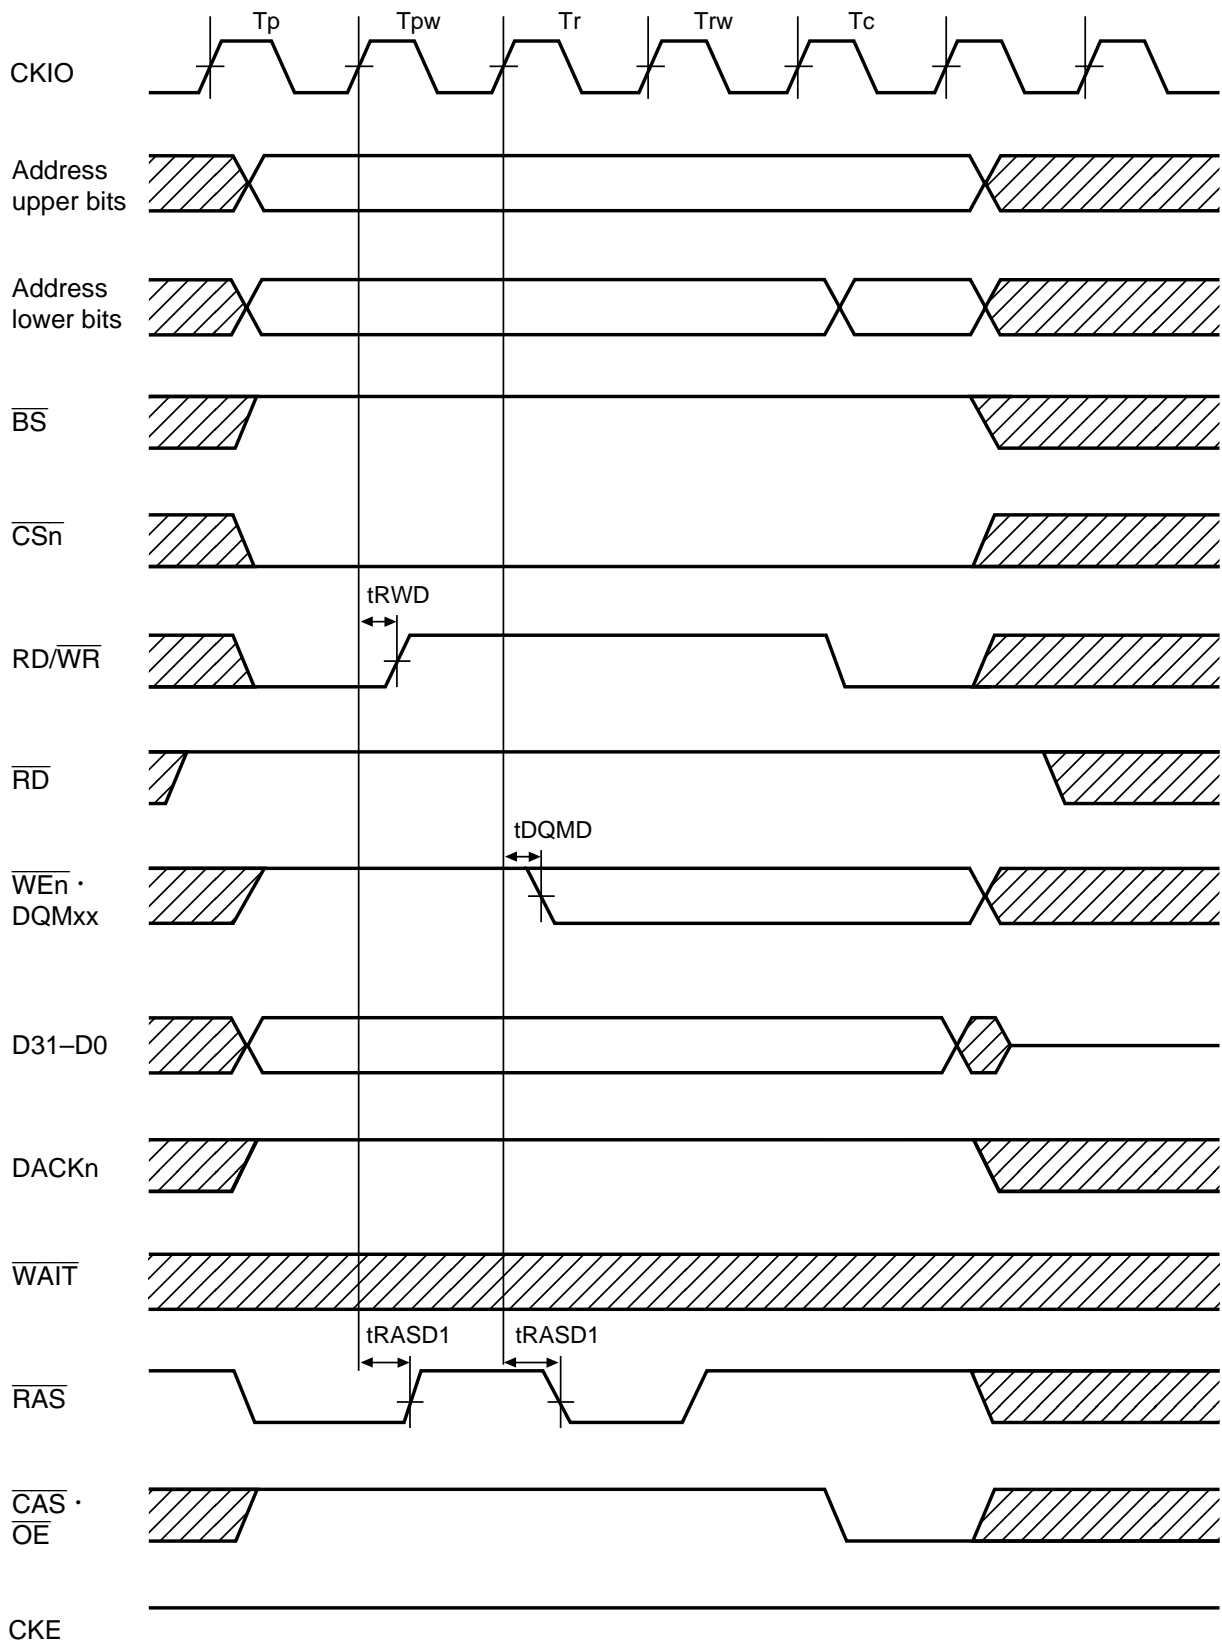 Tp Tpw Tr Trw Tc
CKIO
Address
upper bits
Address
lower bits
BS
CSn
tRWD
RD/WR
RD
tDQMD
WEn ·
DQMxx
D31–D0
DACKn
WAIT
tRASD1 tRASD1
RAS
CAS ·
OE
CKE